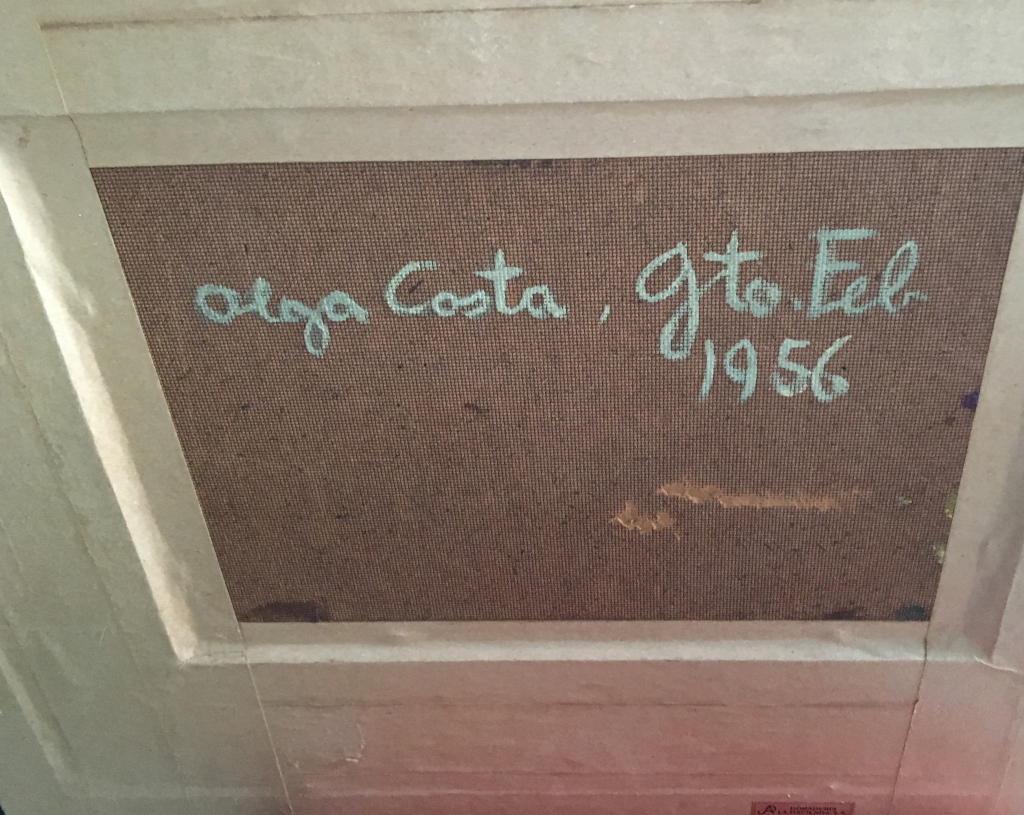 Olga Costa, Gto. Feb.
1956